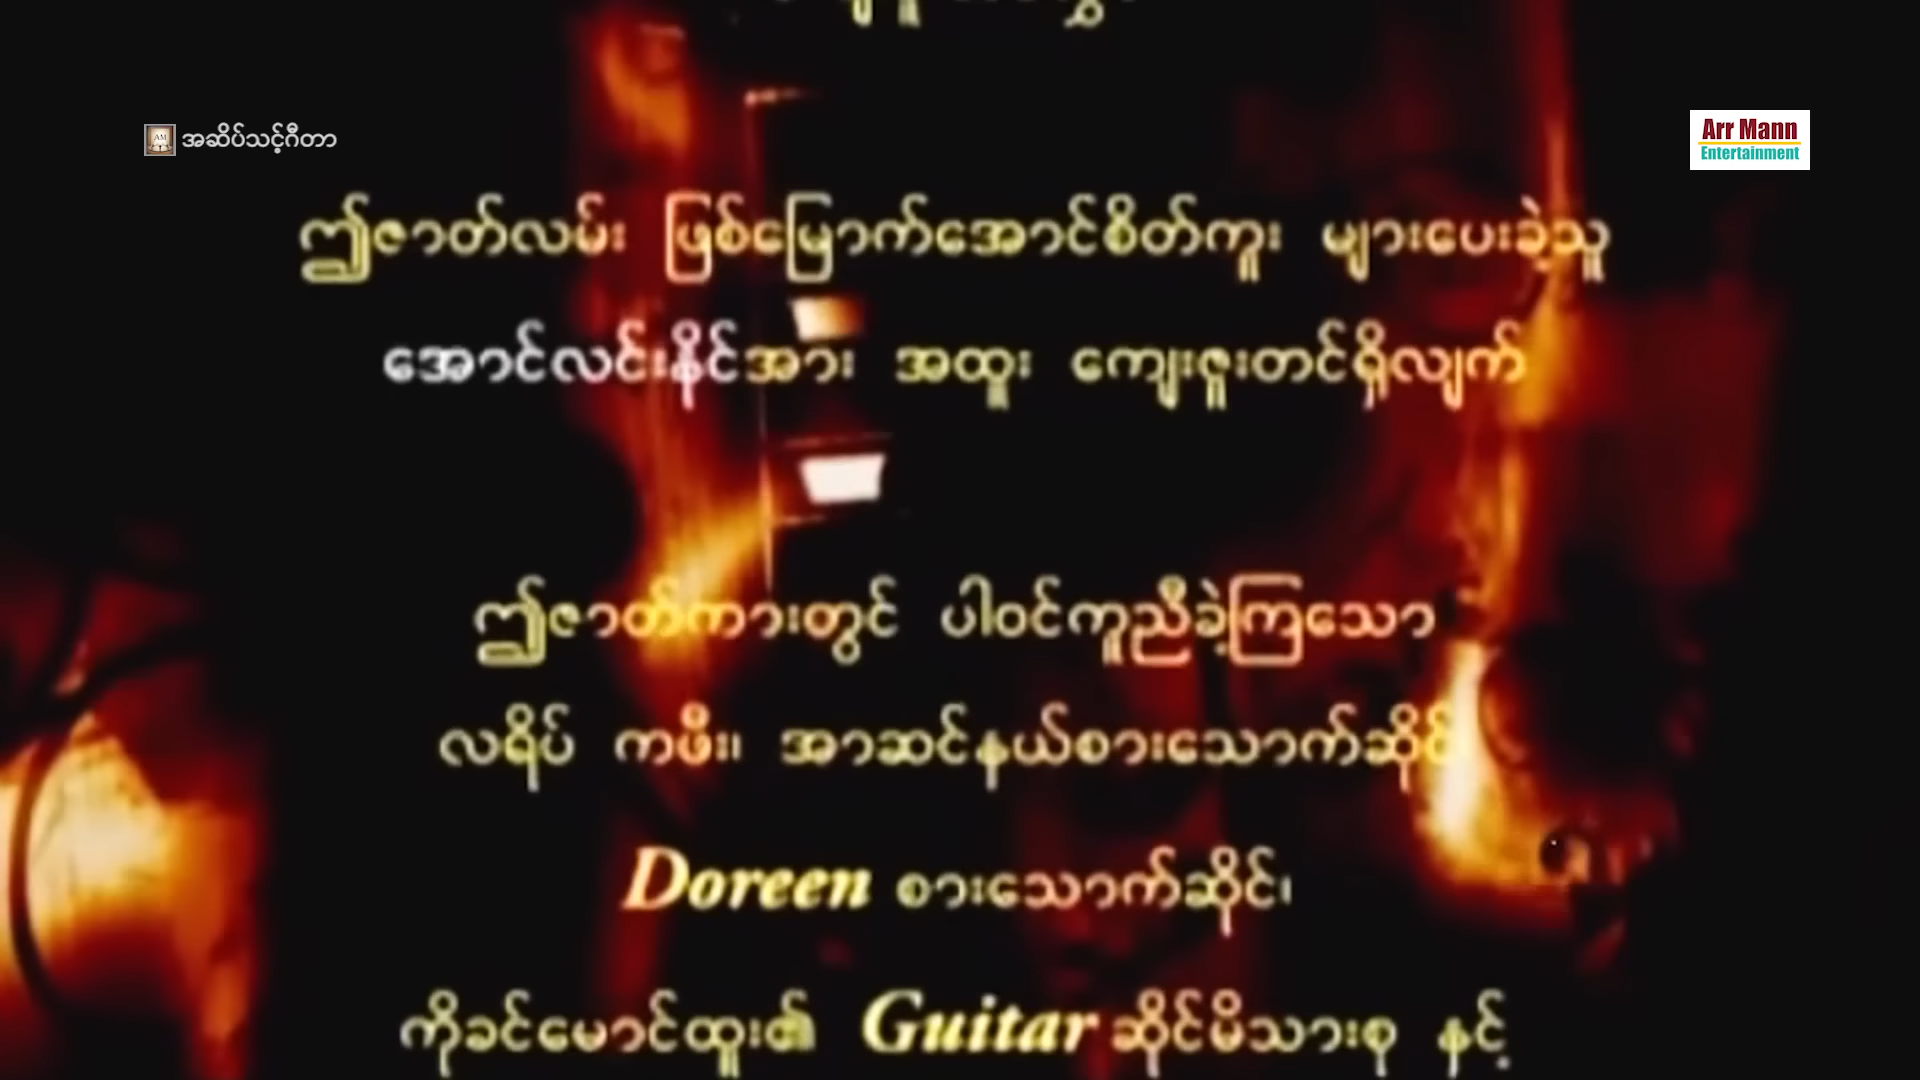 အဆိပ်သင့်ဂီတာ
Arr Mann
Entertainment
ဤဇာတ်လမ်း ဖြစ်မြောက်အောင်စိတ်ကူး များပေးခဲ့သူ
အောင်လင်းနိုင်အား အထူး ကျေးဇူးတင်ရှိလျက်
ဤဇာတ်ကားတွင် ပါဝင်ကူညီခဲ့ကြသော
လရိပ် ကဖီး၊ အာဆင်နယ်စားသောက်ဆိုင်
Doreen စားသောက်ဆိုင်၊
ကိုခင်မောင်ထူး၏ Guitar ဆိုင်မိသားစု နှင့်